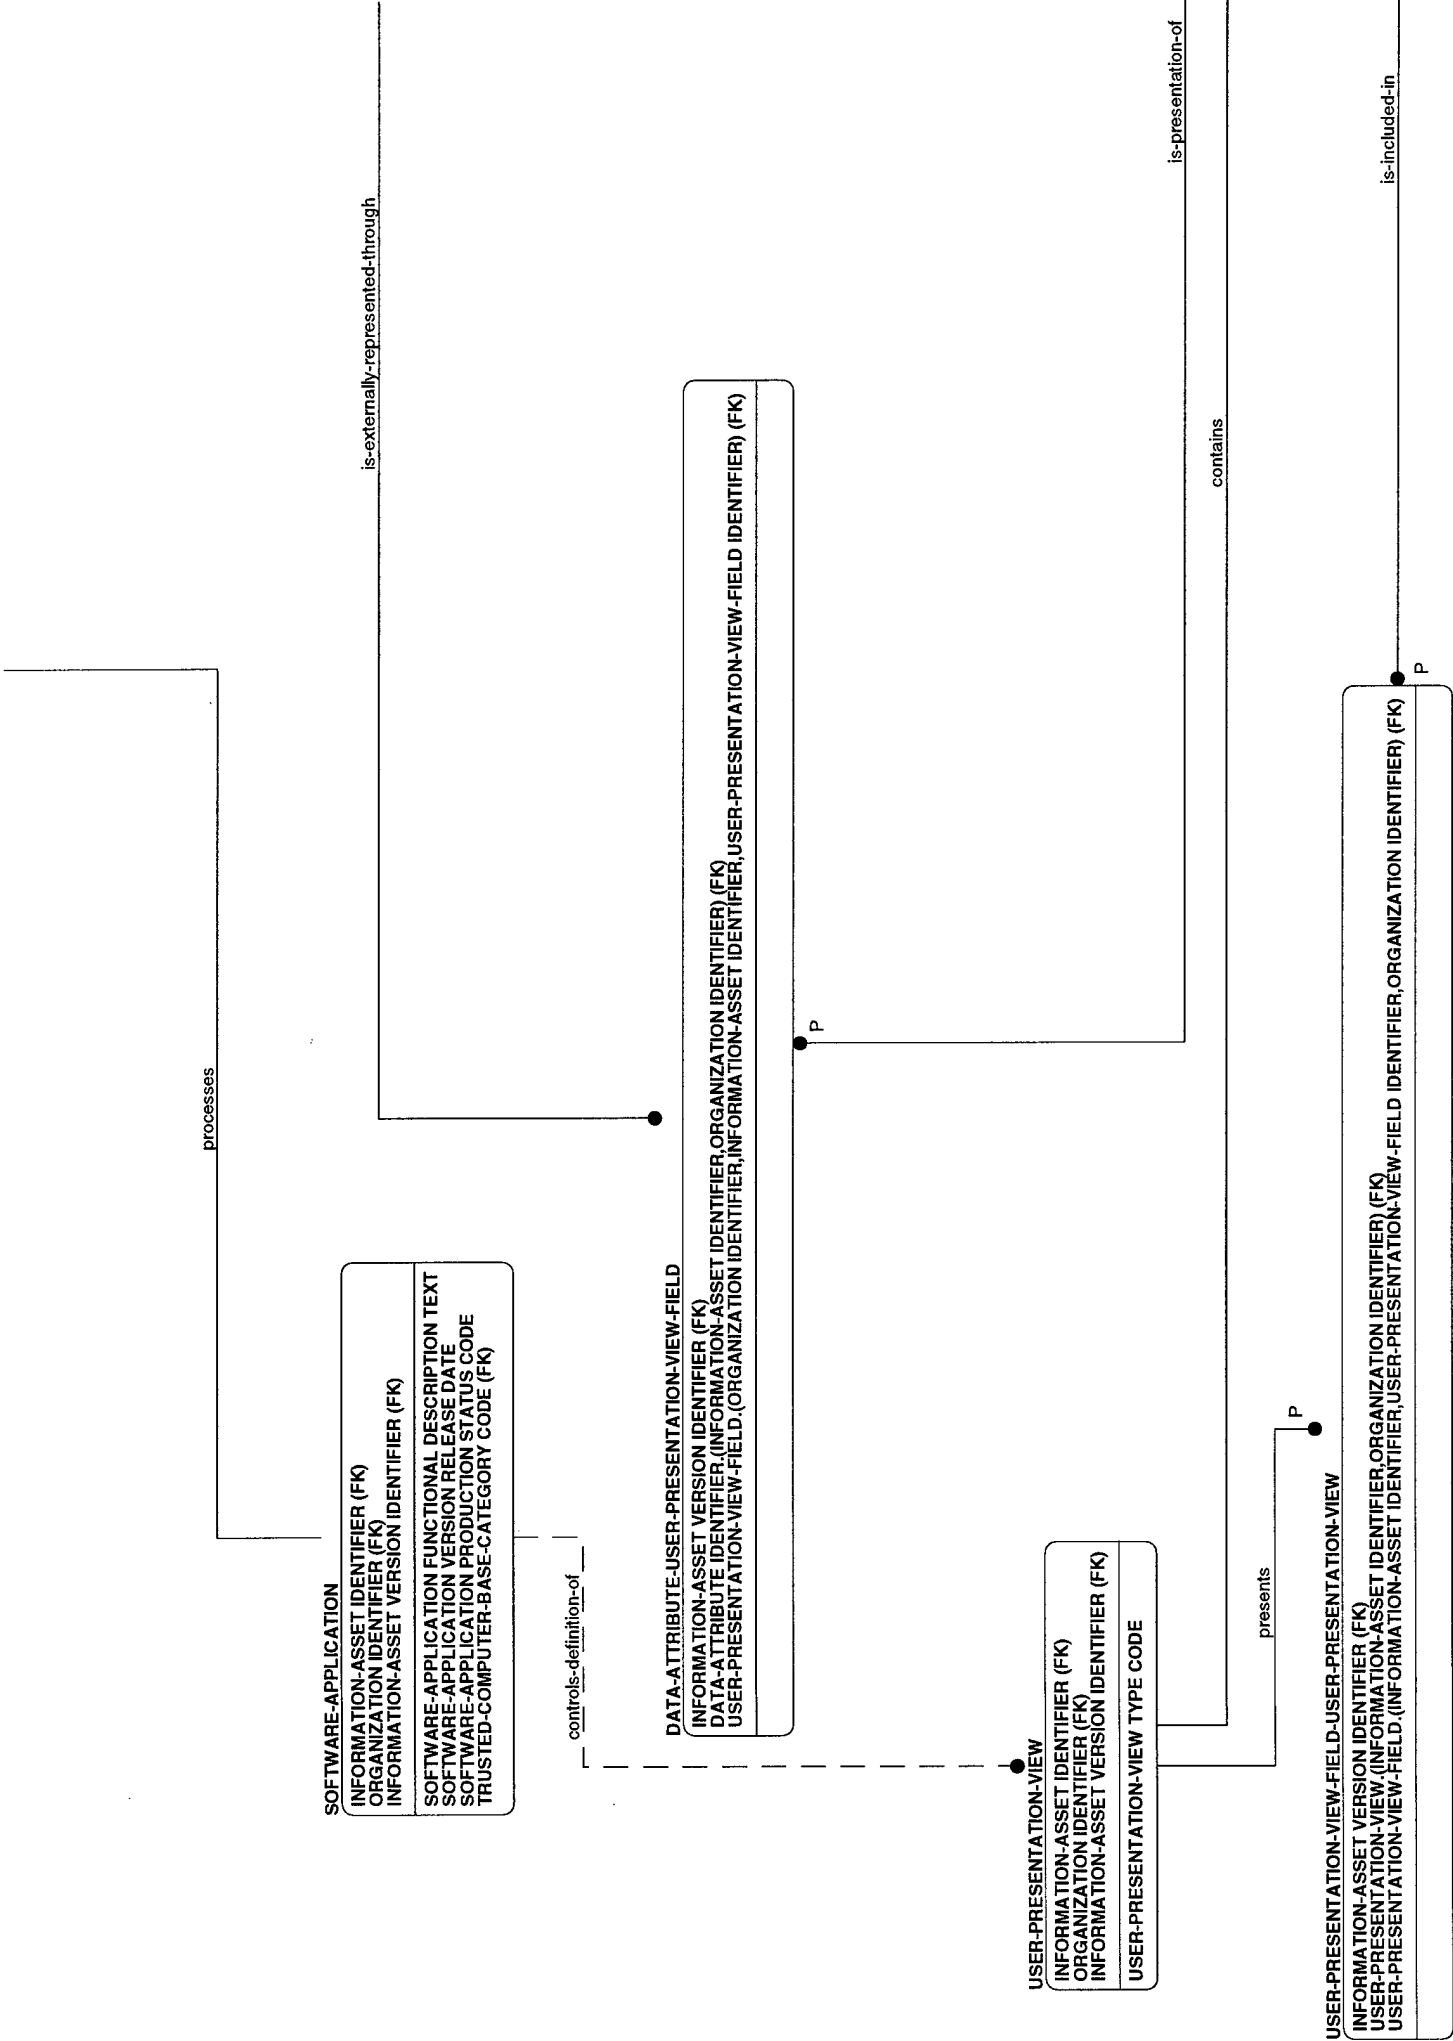 processes
SOFTWARE-APPLICATION
INFORMATION-ASSET IDENTIFIER (FK)
ORGANIZATION IDENTIFIER (FK)
INFORMATION-ASSET VERSION IDENTIFIER (FK)
SOFTWARE-APPLICATION FUNCTIONAL DESCRIPTION TEXT
SOFTWARE-APPLICATION VERSION RELEASE DATE
SOFTWARE-APPLICATION PRODUCTION STATUS CODE
TRUSTED-COMPUTER-BASE-CATEGORY CODE (FK)
is-externally-represented-through
controls-definition-of
DATA-ATTRIBUTE-USER-PRESENTATION-VIEW-FIELD
INFORMATION-ASSET VERSION IDENTIFIER (FK)
DATA-ATTRIBUTE IDENTIFIER.(INFORMATION-ASSET IDENTIFIER,ORGANIZATION IDENTIFIER) (FK)
USER-PRESENTATION-VIEW-FIELD.(ORGANIZATION IDENTIFIER,INFORMATION-ASSET IDENTIFIER,USER-PRESENTATION-VIEW-FIELD IDENTIFIER) (FK)
P
is-presentation-of
USER-PRESENTATION-VIEW
INFORMATION-ASSET IDENTIFIER (FK)
ORGANIZATION IDENTIFIER (FK)
INFORMATION-ASSET VERSION IDENTIFIER (FK)
USER-PRESENTATION-VIEW TYPE CODE
contains
presents
P
USER-PRESENTATION-VIEW-FIELD-USER-PRESENTATION-VIEW
INFORMATION-ASSET VERSION IDENTIFIER (FK)
USER-PRESENTATION-VIEW.(INFORMATION-ASSET IDENTIFIER,ORGANIZATION IDENTIFIER) (FK)
USER-PRESENTATION-VIEW-FIELD.(INFORMATION-ASSET IDENTIFIER,USER-PRESENTATION-VIEW-FIELD IDENTIFIER,ORGANIZATION IDENTIFIER) (FK)
is-included-in
P